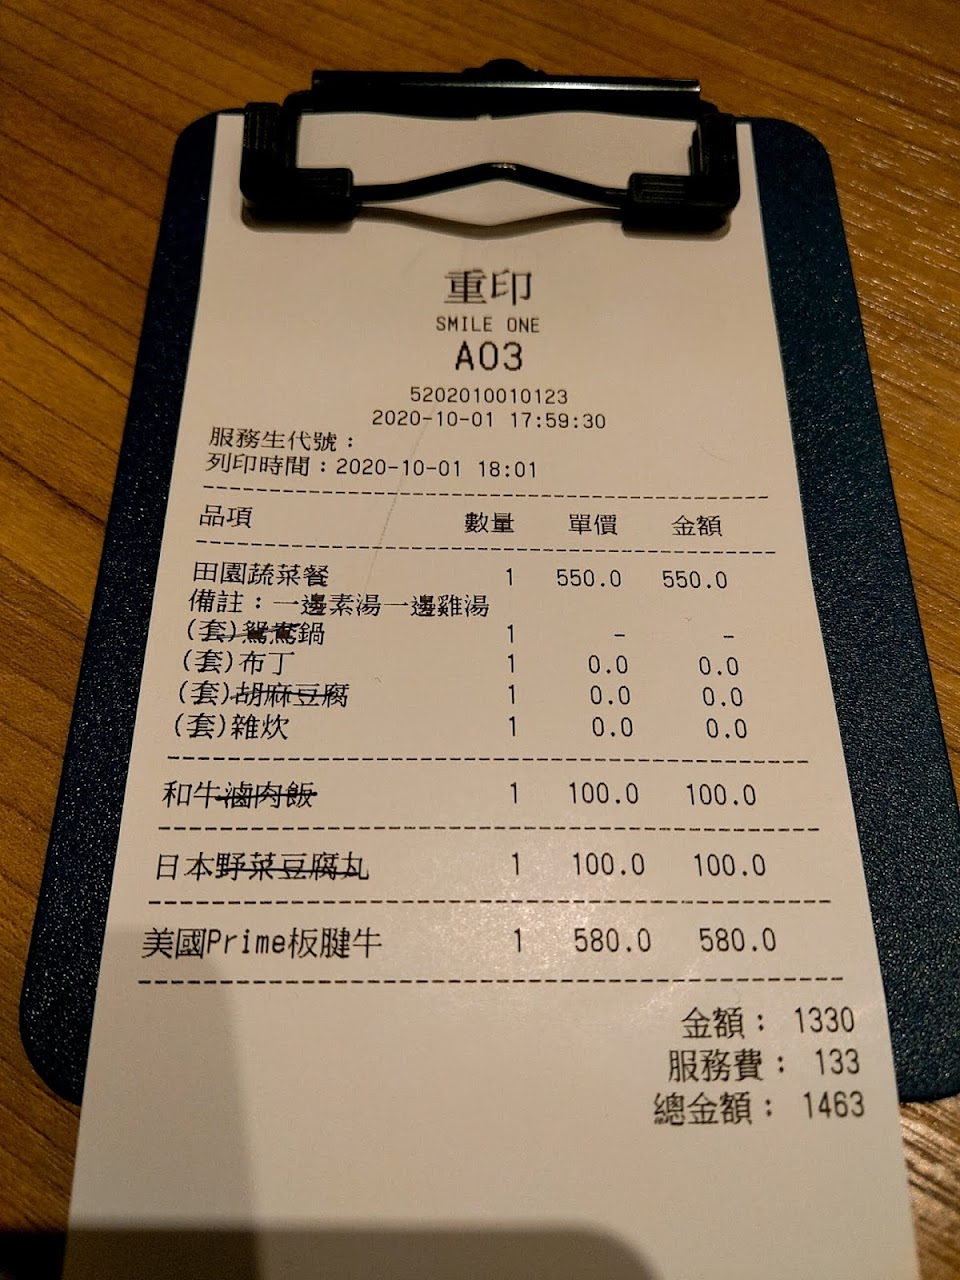 重印
SMILE ONE
A03
5202010010123
2020-10-01 17:59:30
服務生代號：
列印時間：2020-10-01 18:01
品項 數量 單價 金額
田園蔬菜餐 1 550.0 550.0
備註：一邊素湯一邊雞湯
(套)鴛鴦鍋 1 - -
(套)布丁 1 0.0 0.0
(套)胡麻豆腐 1 0.0 0.0
(套)雜炊 1 0.0 0.0
和牛滷肉飯 1 100.0 100.0
日本野菜豆腐丸 1 100.0 100.0
美國Prime板腱牛 1 580.0 580.0
金額： 1330
服務費： 133
總金額： 1463